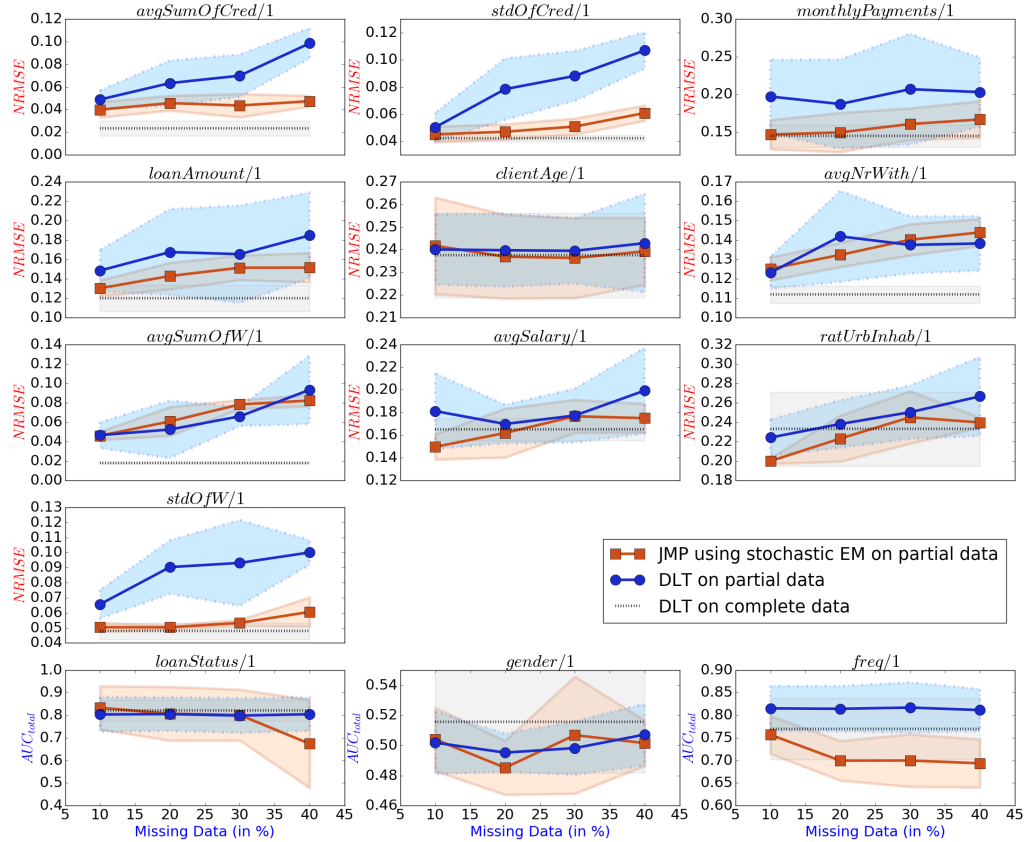 avgSumOfCred/1
stdOfCred/1
monthlyPayments/1
NRMSE
0.12
0.10
0.08
0.06
0.04
0.02
0.00
NRMSE
0.12
0.10
0.08
0.06
0.04
NRMSE
0.30
0.25
0.20
0.15
loanAmount/1
clientAge/1
avgNrWith/1
NRMSE
0.24
0.22
0.20
0.18
0.16
0.14
0.12
0.10
NRMSE
0.27
0.26
0.25
0.24
0.23
0.22
0.21
NRMSE
0.17
0.16
0.15
0.14
0.13
0.12
0.11
0.10
avgSumOfW/1
avgSalary/1
ratUrbInhab/1
NRMSE
0.14
0.12
0.10
0.08
0.06
0.04
0.02
0.00
NRMSE
0.24
0.22
0.20
0.18
0.16
0.14
0.12
NRMSE
0.32
0.30
0.28
0.26
0.24
0.22
0.20
0.18
stdOfW/1
NRMSE
0.13
0.12
0.11
0.10
0.09
0.08
0.07
0.06
0.05
0.04
JMP using stochastic EM on partial data
DLT on partial data
DLT on complete data
loanStatus/1
gender/1
freq/1
AUCtotal
1.0
0.9
0.8
0.7
0.6
0.5
0.4
AUCtotal
0.54
0.52
0.50
0.48
0.46
AUCtotal
0.90
0.85
0.80
0.75
0.70
0.65
0.60
5 10 15 20 25 30 35 40 45
5 10 15 20 25 30 35 40 45
5 10 15 20 25 30 35 40 45
Missing Data (in %)
Missing Data (in %)
Missing Data (in %)